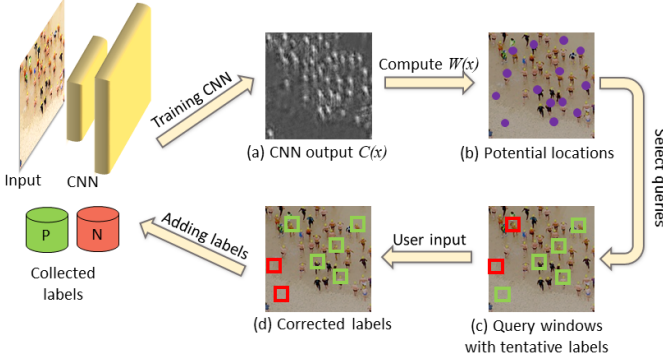 Training CNN
Compute W(x)
(a) CNN output C(x)
(b) Potential locations
Input
CNN
Select queries
P
N
Collected
labels
Adding labels
User input
(d) Corrected labels
(c) Query windows
with tentative labels